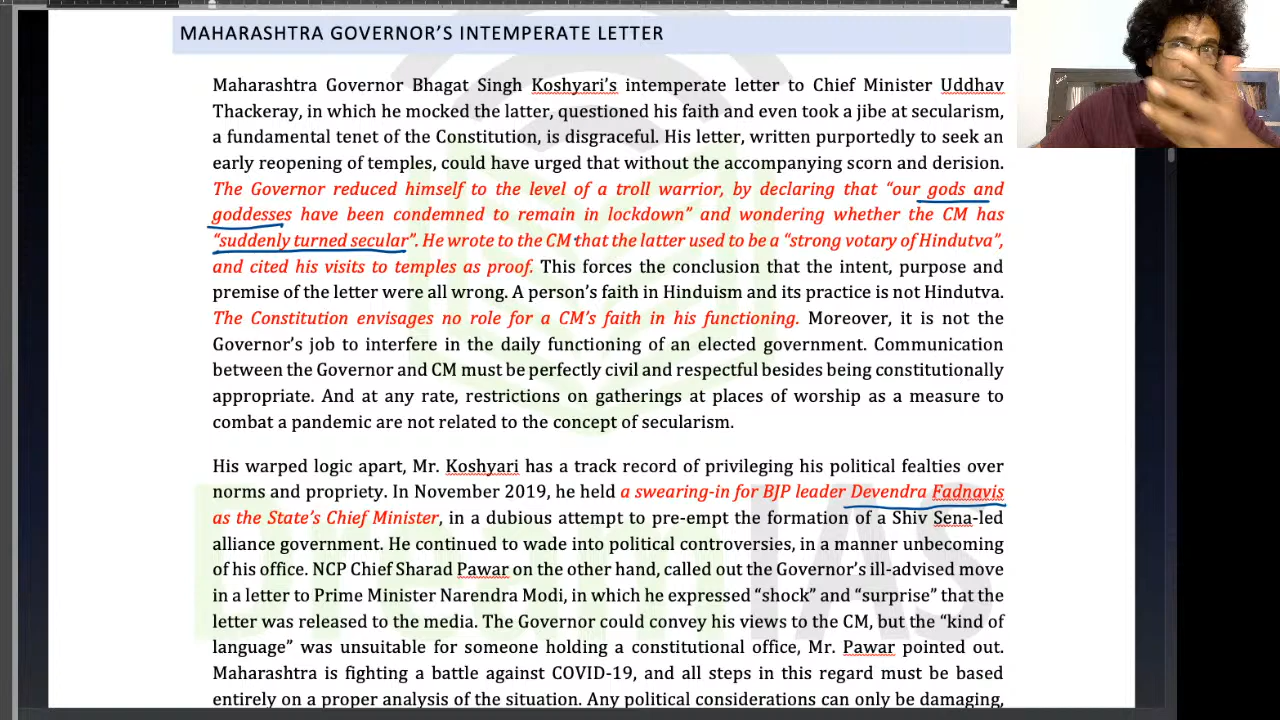 MAHARASHTRA GOVERNOR'S INTEMPERATE LETTER
Maharashtra Governor Bhagat Singh Koshyari's intemperate letter to Chief Minister Uddhav
Thackeray, in which he mocked the latter, questioned his faith and even took a jibe at secularism,
a fundamental tenet of the Constitution, is disgraceful. His letter, written purportedly to seek an
early reopening of temples, could have urged that without the accompanying scorn and derision.
The Governor reduced himself to the level of a troll warrior, by declaring that “our gods and
goddesses have been condemned to remain in lockdown” and wondering whether the CM has
“suddenly turned secular”. He wrote to the CM that the latter used to be a “strong votary of Hindutva”,
and cited his visits to temples as proof. This forces the conclusion that the intent, purpose and
premise of the letter were all wrong. A person's faith in Hinduism and its practice is not Hindutva.
The Constitution envisages no role for a CM's faith in his functioning. Moreover, it is not the
Governor's job to interfere in the daily functioning of an elected government. Communication
between the Governor and CM must be perfectly civil and respectful besides being constitutionally
appropriate. And at any rate, restrictions on gatherings at places of worship as a measure to
combat a pandemic are not related to the concept of secularism.
His warped logic apart, Mr. Koshyari has a track record of privileging his political fealties over
norms and propriety. In November 2019, he held a swearing-in for BJP leader Devendra Fadnavis
as the State's Chief Minister, in a dubious attempt to pre-empt the formation of a Shiv Sena-led
alliance government. He continued to wade into political controversies, in a manner unbecoming
of his office. NCP Chief Sharad Pawar on the other hand, called out the Governor's ill-advised move
in a letter to Prime Minister Narendra Modi, in which he expressed “shock” and “surprise” that the
letter was released to the media. The Governor could convey his views to the CM, but the “kind of
language” was unsuitable for someone holding a constitutional office, Mr. Pawar pointed out.
Maharashtra is fighting a battle against COVID-19, and all steps in this regard must be based
entirely on a proper analysis of the situation. Any political considerations can only be damaging,
DreamIAS